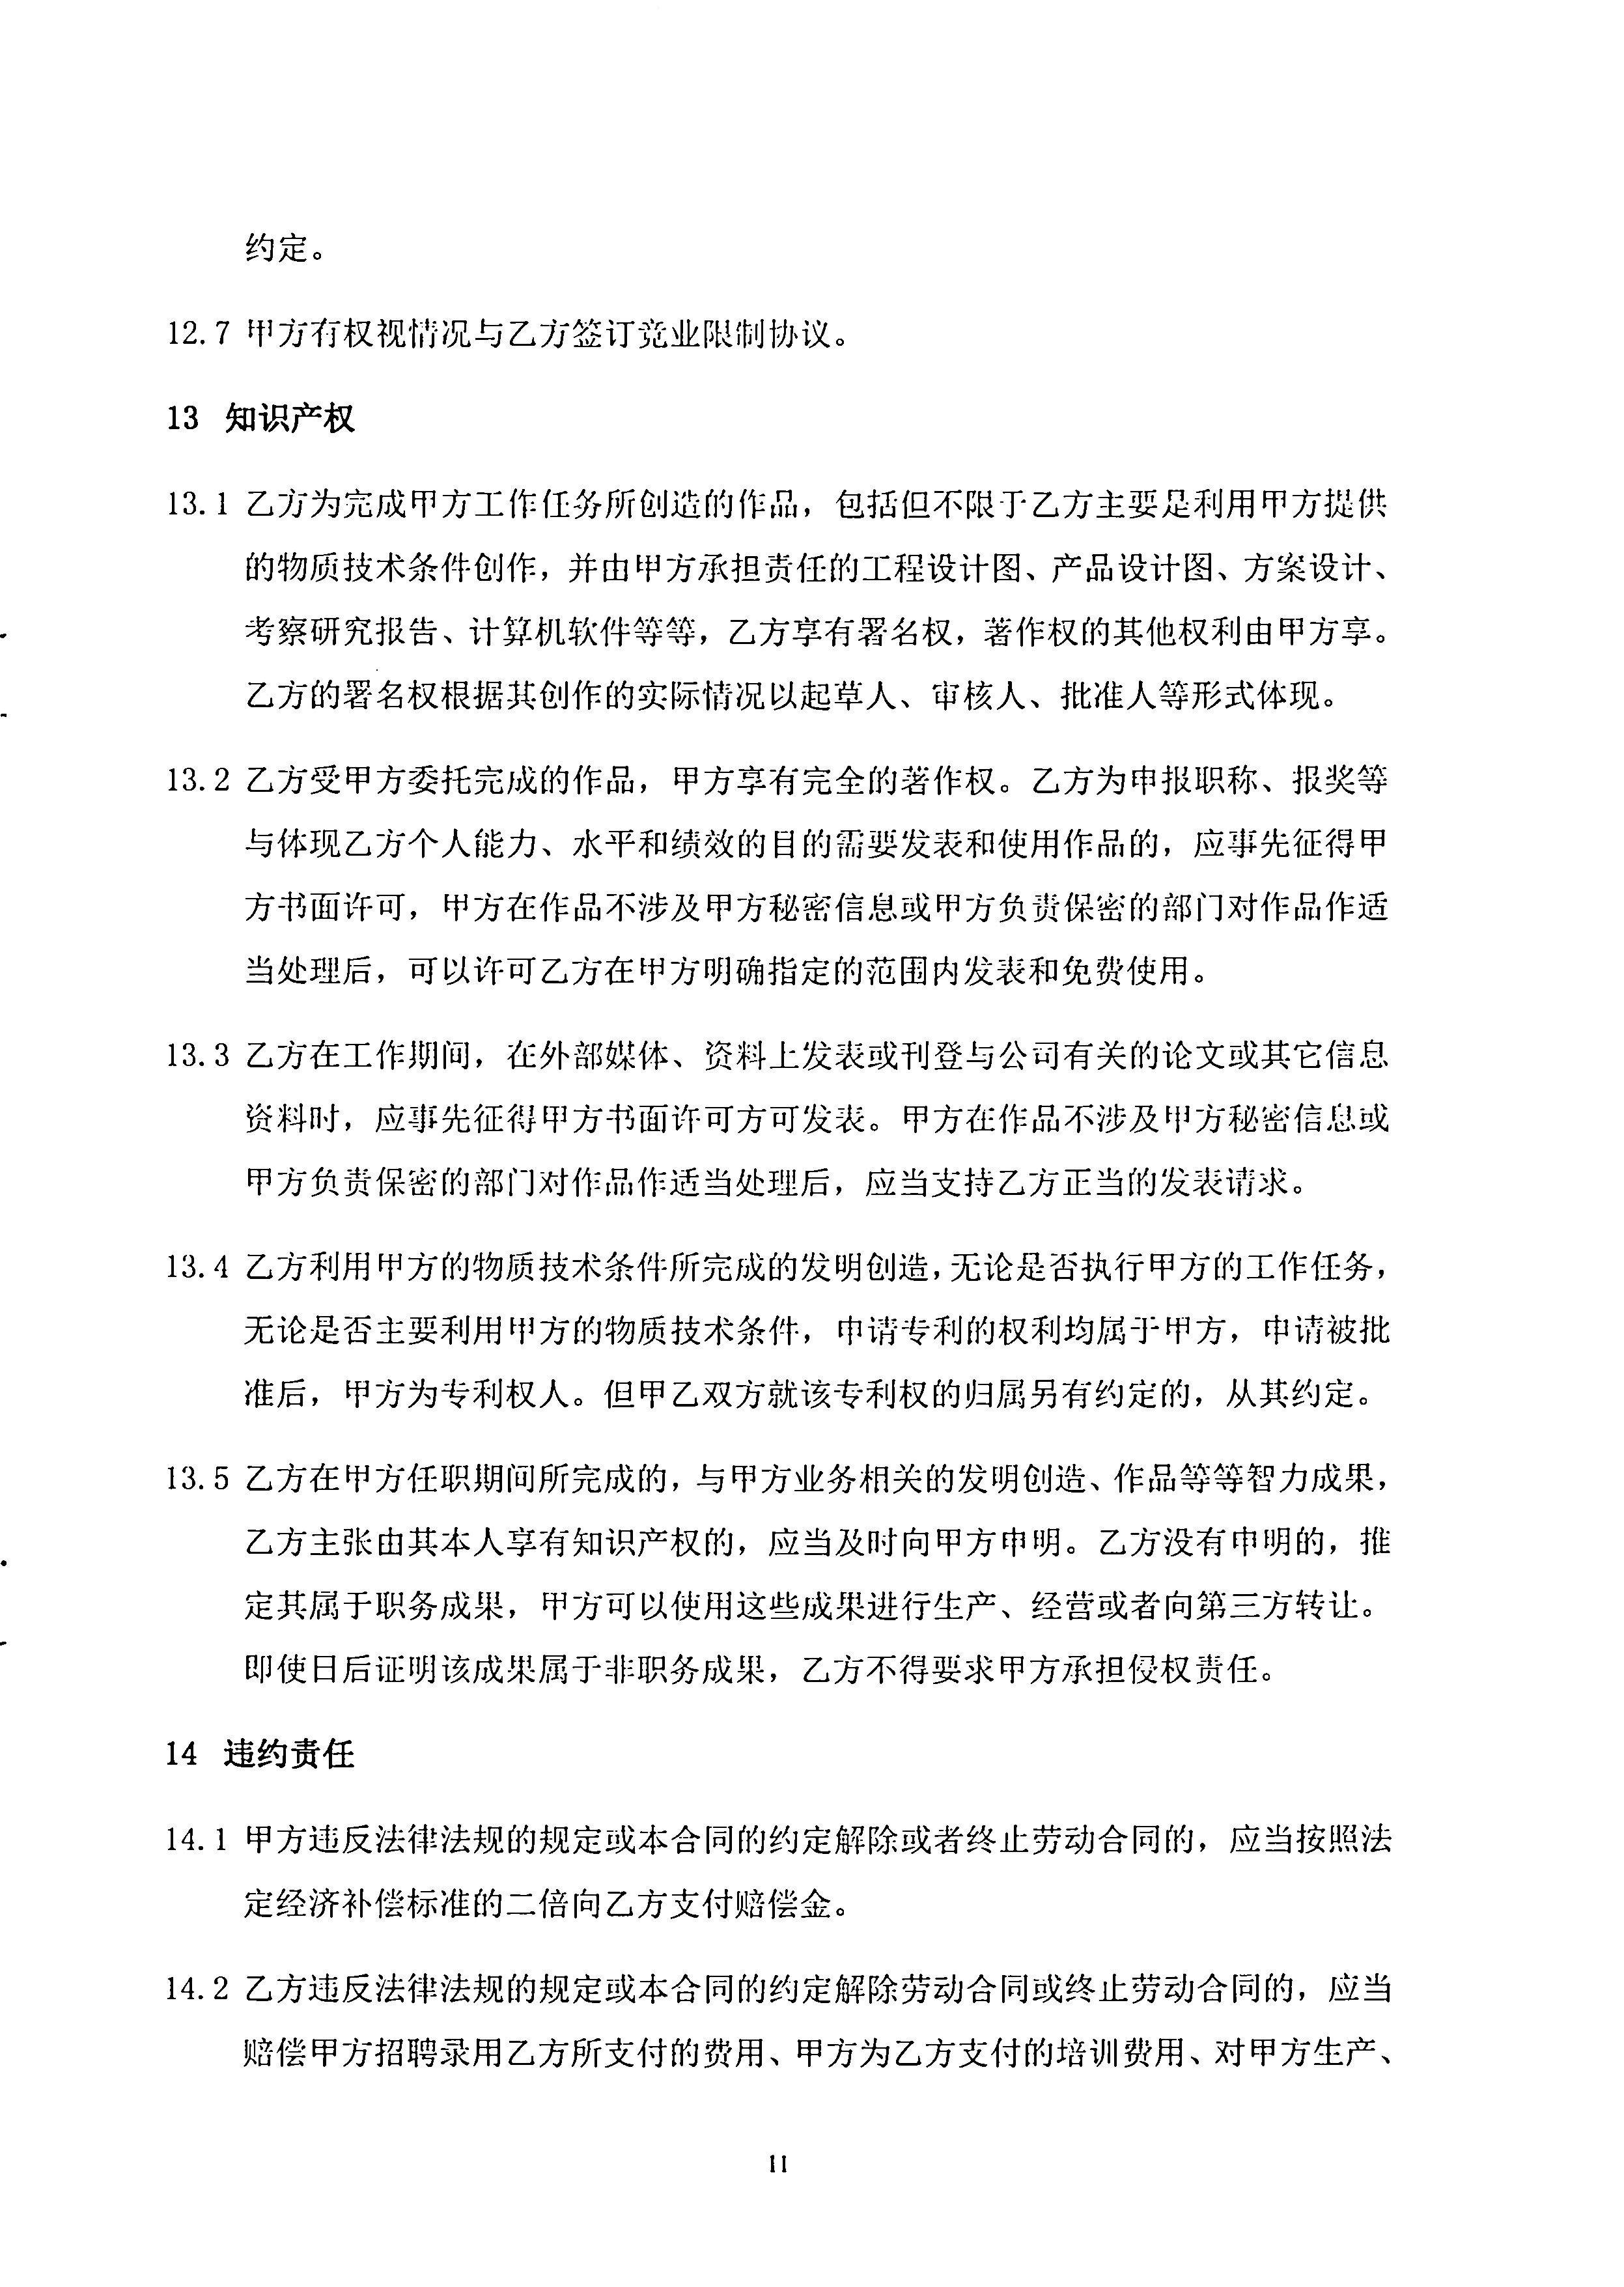 约定。
12.7 甲方有权视情况与乙方签订竞业限制协议。
13 知识产权
13.1 乙方为完成甲方工作任务所创造的作品，包括但不限于乙方主要是利用甲方提供
的物质技术条件创作，并由甲方承担责任的工程设计图、产品设计图、方案设计、
考察研究报告、计算机软件等等，乙方享有署名权，著作权的其他权利由甲方享。
乙方的署名权根据其创作的实际情况以起草人、审核人、批准人等形式体现。
13.2 乙方受甲方委托完成的作品，甲方享有完全的著作权。乙方为申报职称、报奖等
与体现乙方个人能力、水平和绩效的目的需要发表和使用作品的，应事先征得甲
方书面许可，甲方在作品不涉及甲方秘密信息或甲方负责保密的部门对作品作适
当处理后，可以许可乙方在甲方明确指定的范围内发表和免费使用。
13.3 乙方在工作期间，在外部媒体、资料上发表或刊登与公司有关的论文或其它信息
资料时，应事先征得甲方书面许可方可发表。甲方在作品不涉及甲方秘密信息或
甲方负责保密的部门对作品作适当处理后，应当支持乙方正当的发表请求。
13.4 乙方利用甲方的物质技术条件所完成的发明创造，无论是否执行甲方的工作任务，
无论是否主要利用甲方的物质技术条件，申请专利的权利均属于甲方，申请被批
准后，甲方为专利权人。但甲乙双方就该专利权的归属另有约定的，从其约定。
13.5 乙方在甲方任职期间所完成的，与甲方业务相关的发明创造、作品等等智力成果，
乙方主张由其本人享有知识产权的，应当及时向甲方申明。乙方没有申明的，推
定其属于职务成果，甲方可以使用这些成果进行生产、经营或者向第三方转让。
即使日后证明该成果属于非职务成果，乙方不得要求甲方承担侵权责任。
14 违约责任
14.1 甲方违反法律法规的规定或本合同的约定解除或者终止劳动合同的，应当按照法
定经济补偿标准的二倍向乙方支付赔偿金。
14.2 乙方违反法律法规的规定或本合同的约定解除劳动合同或终止劳动合同的，应当
赔偿甲方招聘录用乙方所支付的费用、甲方为乙方支付的培训费用、对甲方生产、
11